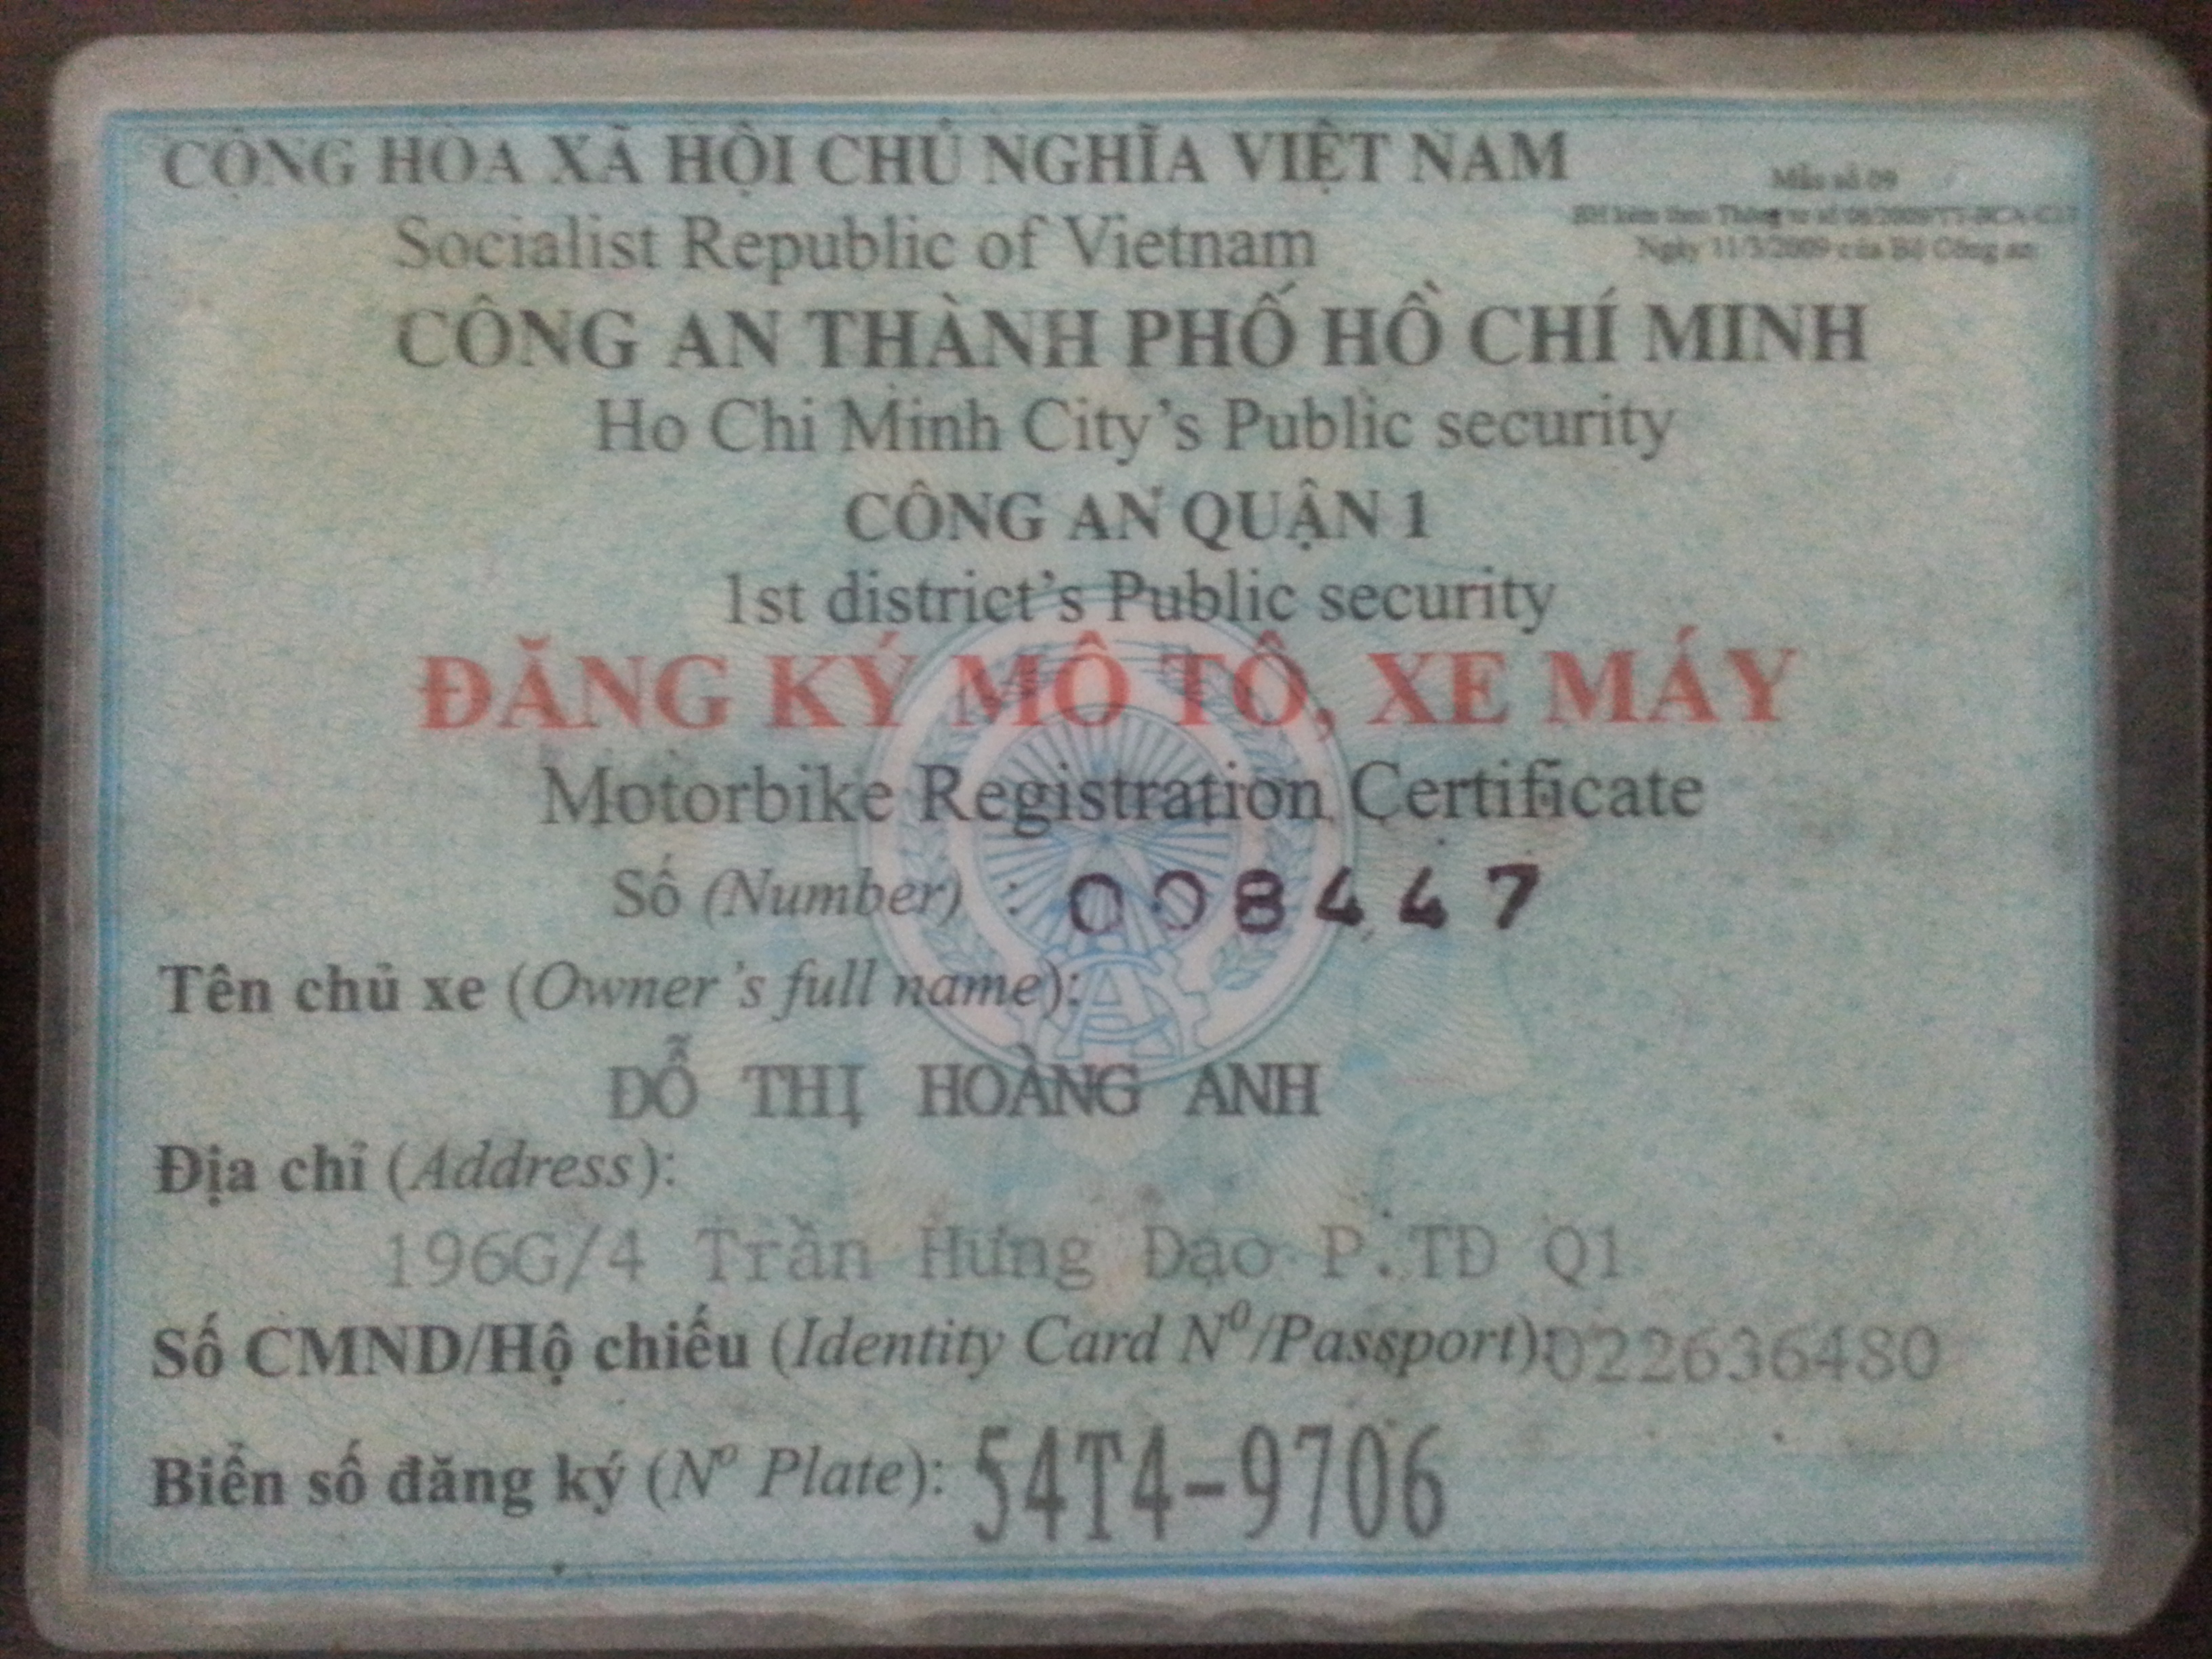 CỘNG HÒA XÃ HỘI CHỦ NGHĨA VIỆT NAM
Mẫu số 09
BH kèm theo Thông tư số 06/2009/TT-BCA-C11
Ngày 11/3/2009 của Bộ Công an
Socialist Republic of Vietnam
CÔNG AN THÀNH PHỐ HỒ CHÍ MINH
Ho Chi Minh City's Public security
CÔNG AN QUẬN 1
1st district's Public security
ĐĂNG KÝ MÔ TÔ, XE MÁY
Motorbike Registration Certificate
Số (Number) : 008447
Tên chủ xe (Owner's full name):
ĐỖ THỊ HOÀNG ANH
Địa chỉ (Address):
196G/4 Trần Hưng Đạo P.TĐ Q1
Số CMND/Hộ chiếu (Identity Card Nº/Passport):022636480
Biển số đăng ký (Nº Plate): 54T4-9706